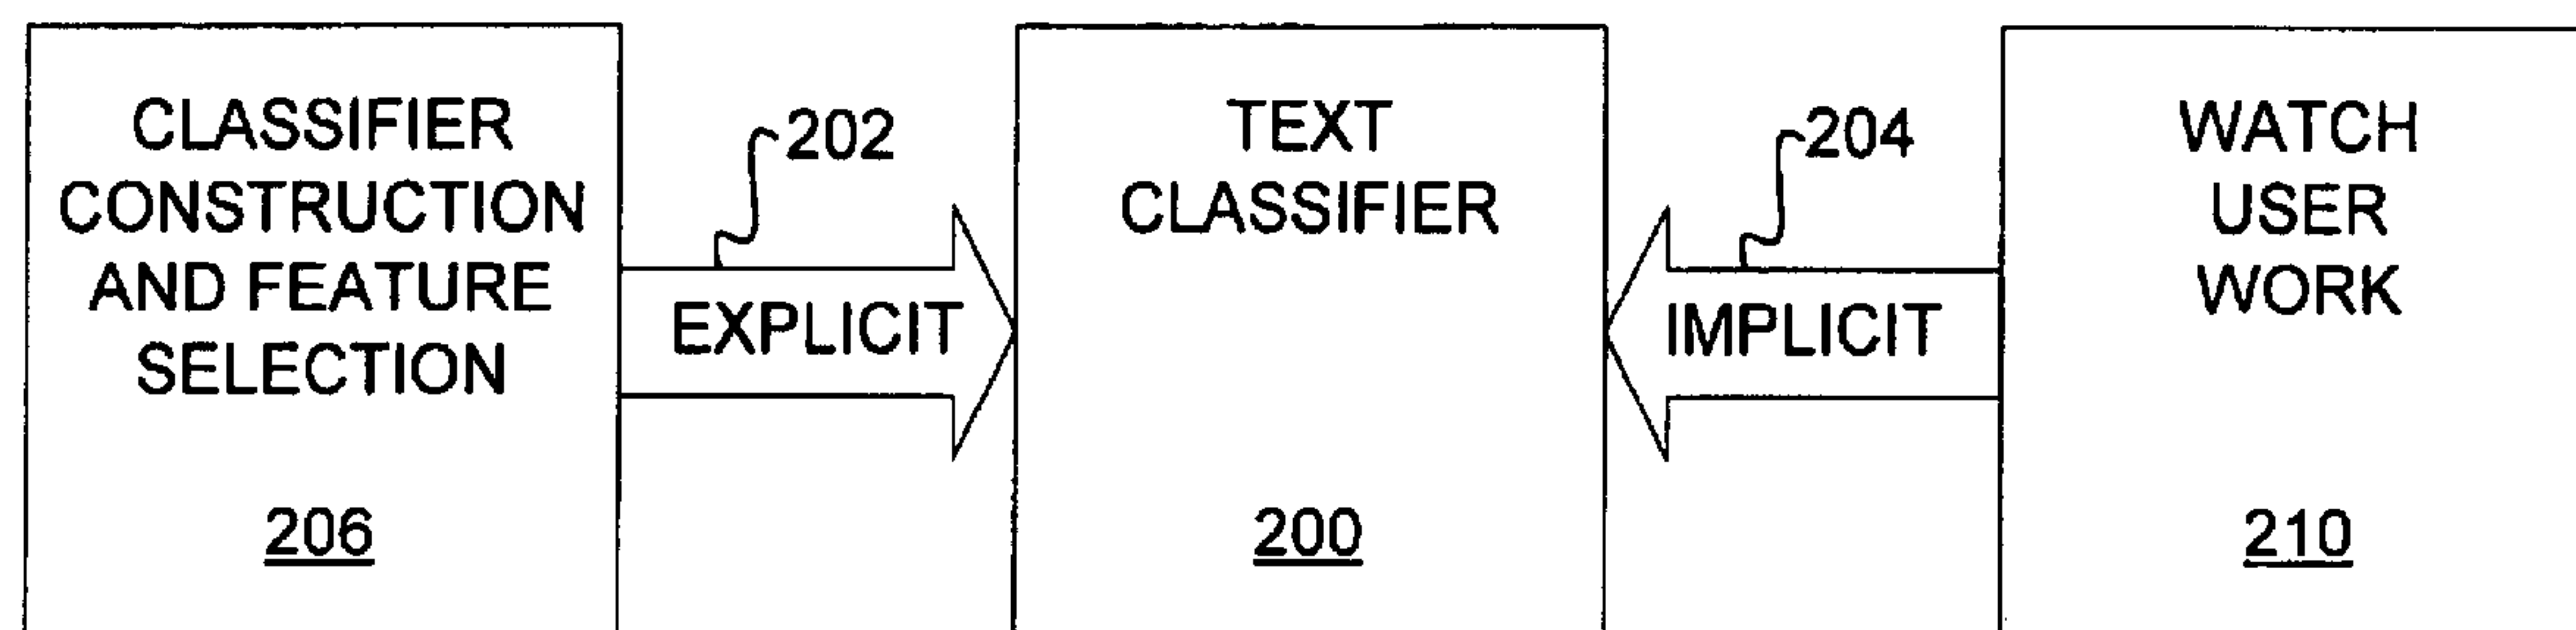 CLASSIFIER
CONSTRUCTION
AND FEATURE
SELECTION
206
202
EXPLICIT
TEXT
CLASSIFIER
200
204
IMPLICIT
WATCH
USER
WORK
210